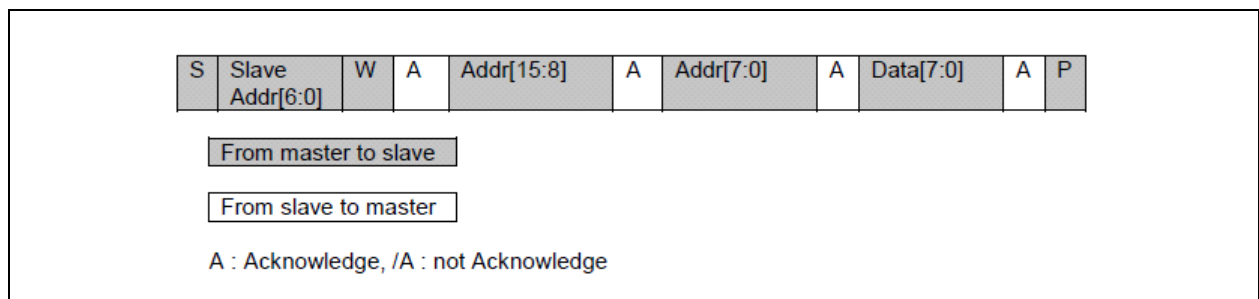 S Slave W A Addr[15:8] A Addr[7:0] A Data[7:0] A P
Addr[6:0]
From master to slave
From slave to master
A : Acknowledge, /A : not Acknowledge